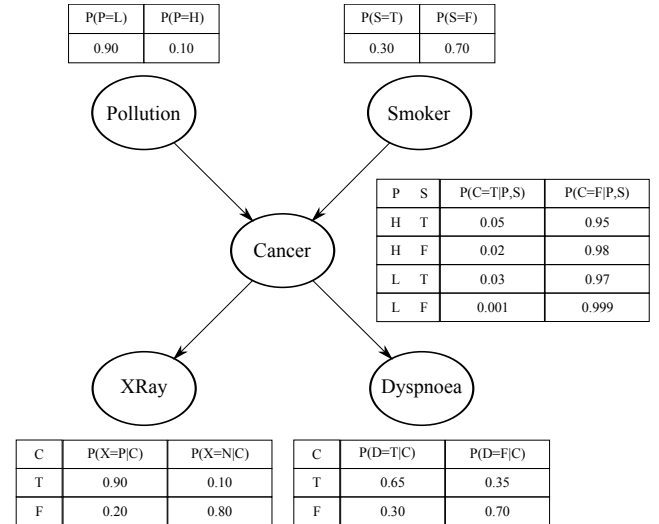 P(P=L) P(P=H) P(S=T) P(S=F)
0.90 0.10 0.30 0.70
Pollution Smoker
P S P(C=T|P,S) P(C=F|P,S)
H T 0.05 0.95
H F 0.02 0.98
L T 0.03 0.97
L F 0.001 0.999
Cancer
XRay Dyspnoea
C P(X=P|C) P(X=N|C) C P(D=T|C) P(D=F|C)
T 0.90 0.10 T 0.65 0.35
F 0.20 0.80 F 0.30 0.70